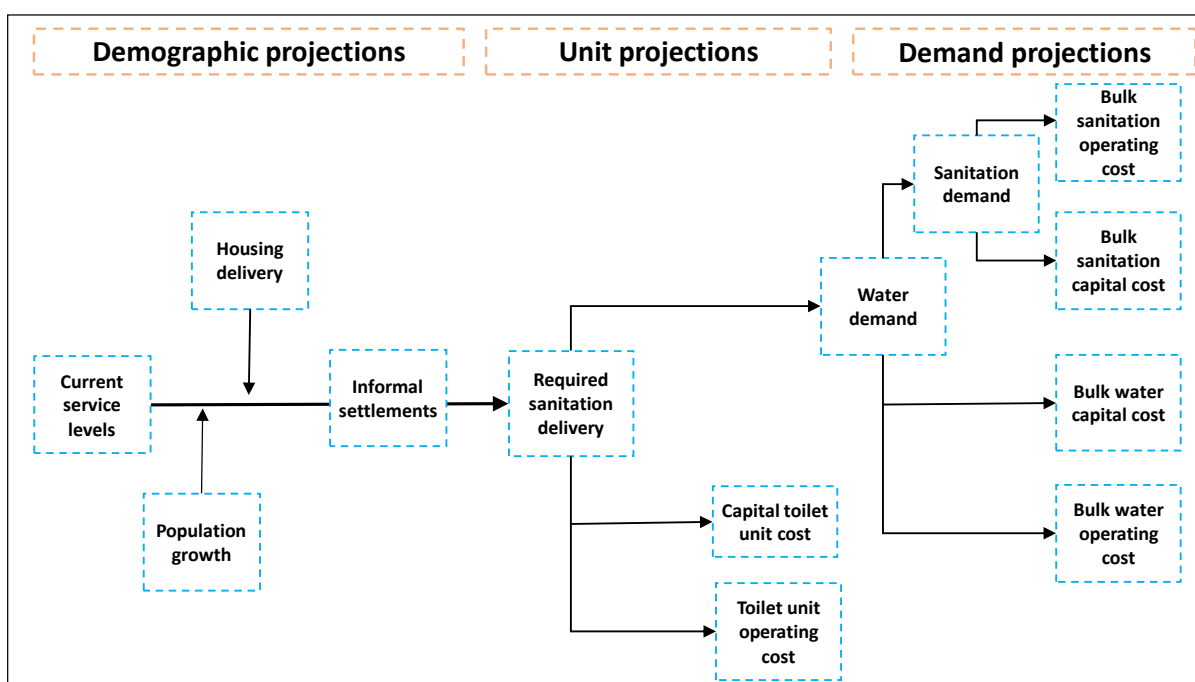 Demographic projections
Unit projections
Demand projections
Housing
delivery
Current
service
levels
Population
growth
Informal
settlements
Required
sanitation
delivery
Capital toilet
unit cost
Toilet unit
operating
cost
Water
demand
Sanitation
demand
Bulk
sanitation
operating
cost
Bulk
sanitation
capital cost
Bulk water
capital cost
Bulk water
operating
cost